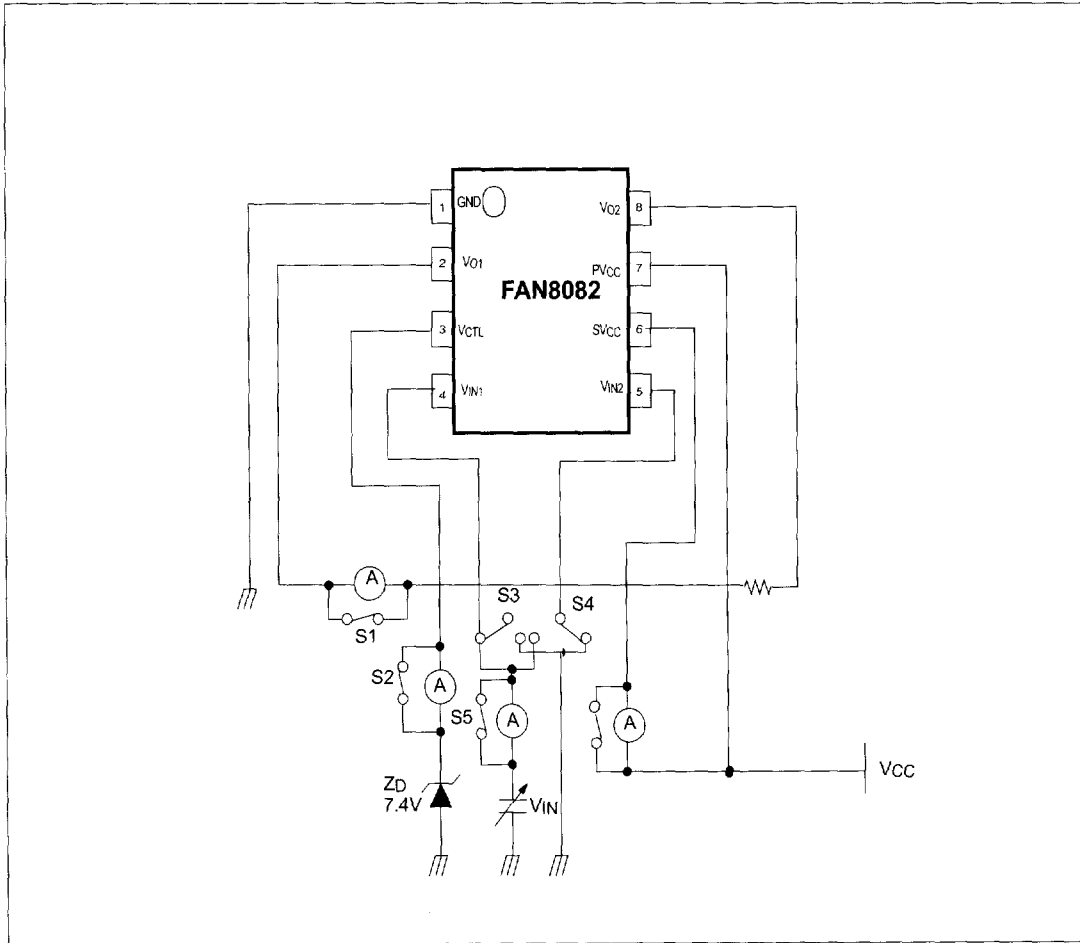 1 GND VO2 8
2 VO1 PVCC 7
FAN8082
3 VCTL SVCC 6
4 VIN1 VIN2 5
A
S1
S3
S4
S2
A
S5
A
A
ZD
7.4V
VIN
VCC